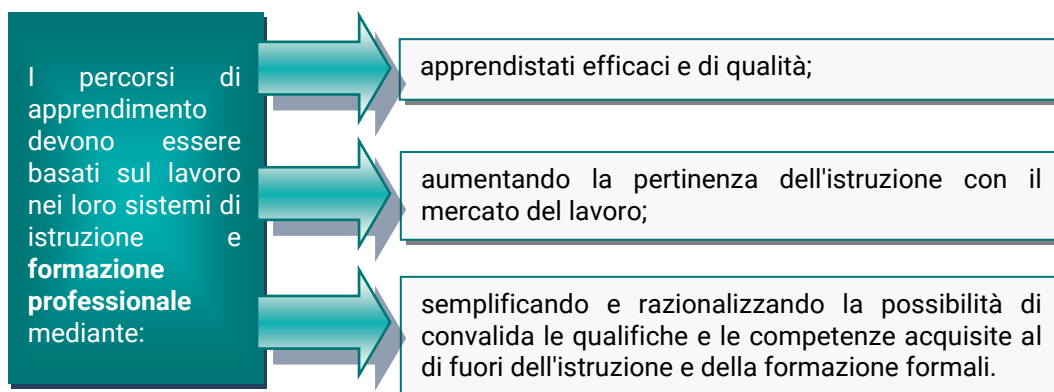 I percorsi di
apprendimento
devono essere
basati sul lavoro
nei loro sistemi di
istruzione e
formazione
professionale
mediante:
apprendistati efficaci e di qualità;
aumentando la pertinenza dell'istruzione con il
mercato del lavoro;
semplificando e razionalizzando la possibilità di
convalida le qualifiche e le competenze acquisite al
di fuori dell'istruzione e della formazione formali.